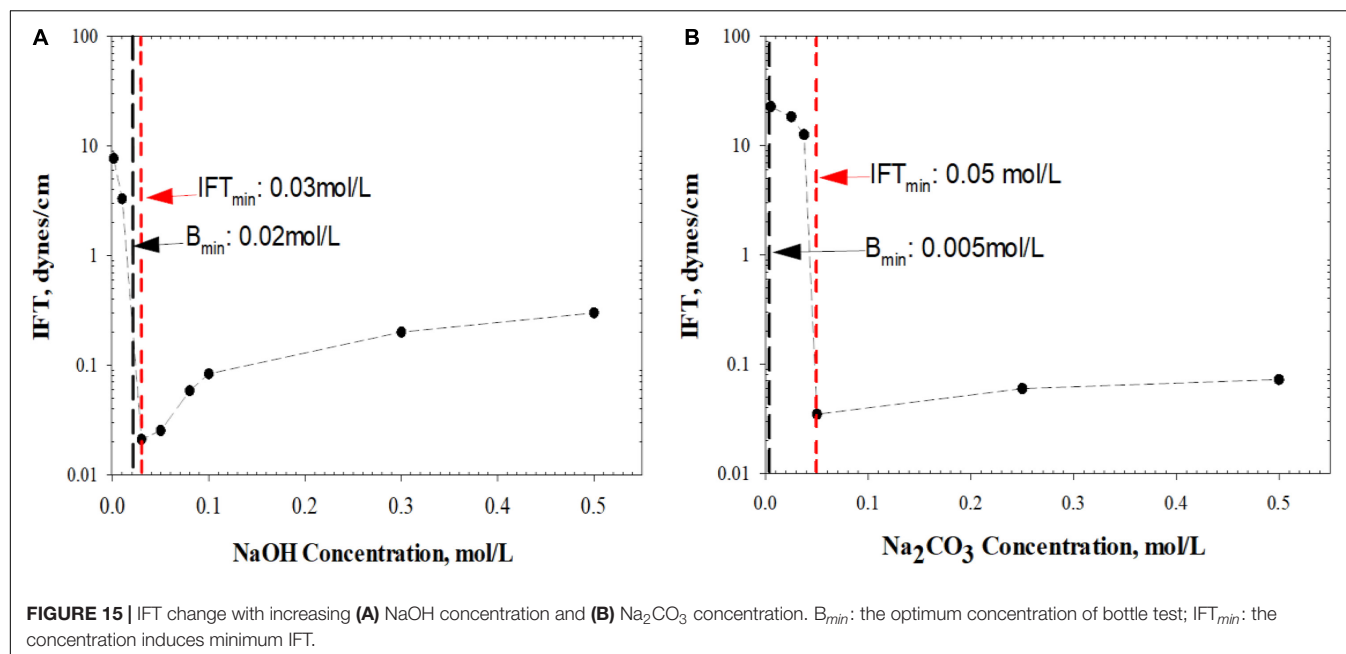 A
100
10
1
0.1
0.01
IFT, dynes/cm
IFTmin: 0.03mol/L
Bmin: 0.02mol/L
0.0 0.1 0.2 0.3 0.4 0.5
NaOH Concentration, mol/L
B
100
10
1
0.1
0.01
IFT, dynes/cm
IFTmin: 0.05 mol/L
Bmin: 0.005mol/L
0.0 0.1 0.2 0.3 0.4 0.5
Na2CO3 Concentration, mol/L
FIGURE 15 | IFT change with increasing (A) NaOH concentration and (B) Na2CO3 concentration. Bmin: the optimum concentration of bottle test; IFTmin: the
concentration induces minimum IFT.